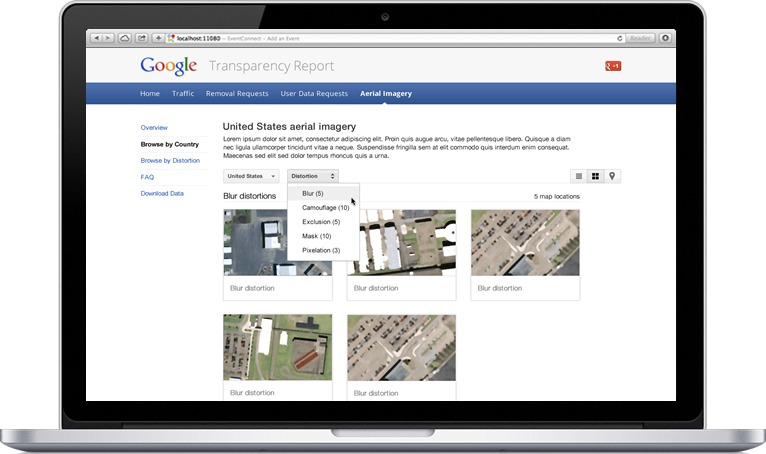 localhost:11080 — EventConnect - Add an Event
Reader
Google Transparency Report
+1
Home Traffic Removal Requests User Data Requests Aerial Imagery
Overview
Browse by Country
Browse by Distortion
FAQ
Download Data
United States aerial imagery
Lorem ipsum dolor sit amet, consectetur adipiscing elit. Proin quis augue arcu, vitae pellentesque libero. Quisque a diam
nec ligula ullamcorper tincidunt vitae a neque. Suspendisse fringilla sem at elit commodo quis interdum enim consequat.
Maecenas sed elit sed dolor tempus rhoncus quis a urna.
United States
Distortion
Blur (5)
Camouflage (10)
Exclusion (5)
Mask (10)
Pixelation (3)
Blur distortions
5 map locations
Blur distortion
Blur distortion
Blur distortion
Blur distortion
Blur distortion